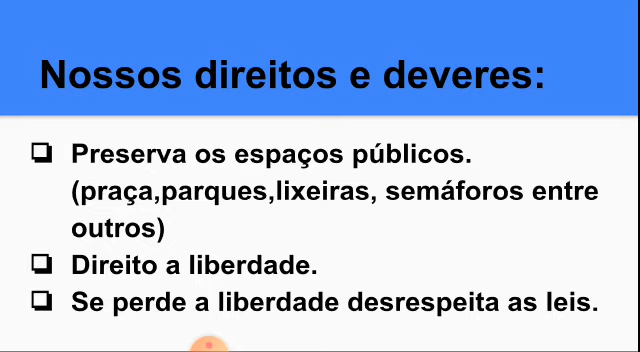 Nossos direitos e deveres:
Preserva os espaços públicos.
(praça,parques,lixeiras, semáforos entre
outros)
Direito a liberdade.
Se perde a liberdade desrespeita as leis.